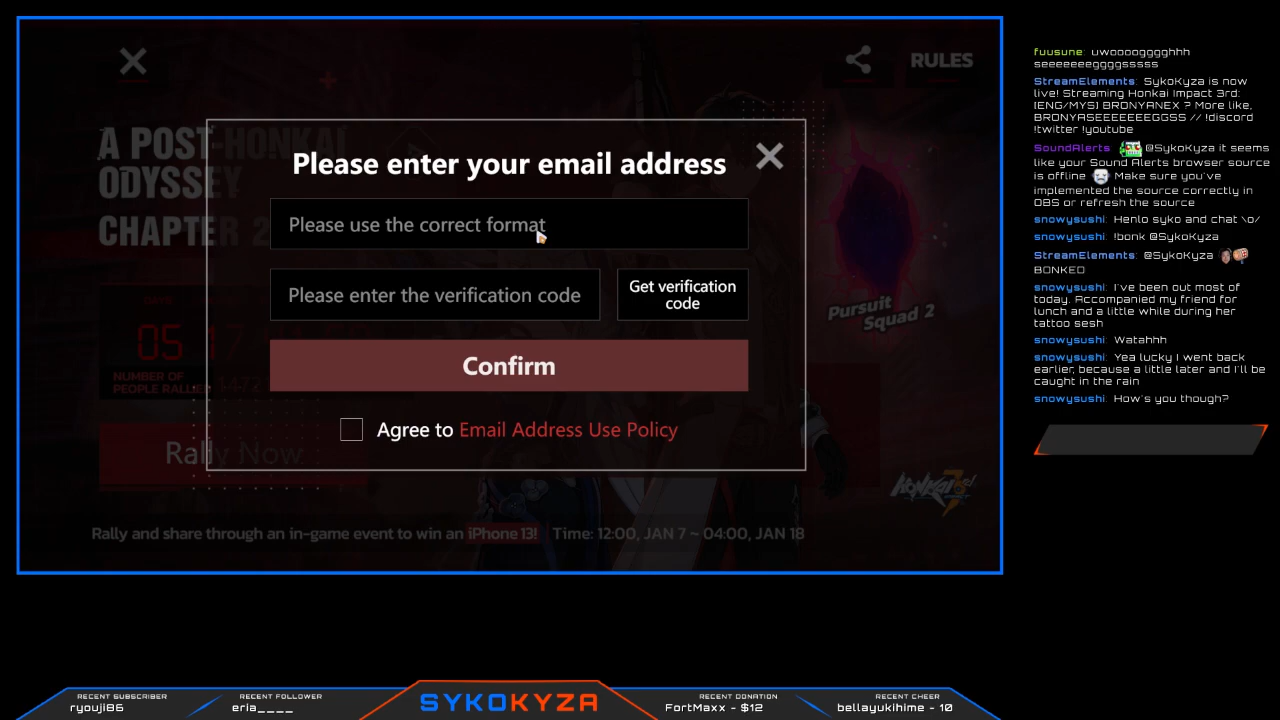 RULES
A POST-HONKAI
ODYSSEY
CHAPTER 2
Please enter your email address
Please use the correct format
Please enter the verification code
Get verification
code
Confirm
Agree to Email Address Use Policy
DAYS
05 17
NUMBER OF
PEOPLE RALLIED
Rally Now
Pursuit
Squad 2
HONKAI 3rd
Rally and share through an in-game event to win an iPhone 13! Time: 12:00, JAN 7 ~ 04:00, JAN 18
fuusune: uwoooogggghhh
seeeeeeeggggsssss
StreamElements: SykoKyza is now
live! Streaming Honkai Impact 3rd:
[ENG/MYS] BRONYANEX ? More like,
BRONYASEEEEEEEGGSS // !discord
!twitter !youtube
SoundAlerts @SykoKyza it seems
like your Sound Alerts browser source
is offline Make sure you've
implemented the source correctly in
OBS or refresh the source
snowysushi: Henlo syko and chat \o/
snowysushi: !bonk @SykoKyza
StreamElements: @SykoKyza
BONKED
snowysushi: I've been out most of
today. Accompanied my friend for
lunch and a little while during her
tattoo sesh
snowysushi: Watahhh
snowysushi: Yea lucky I went back
earlier, because a little later and I'll be
caught in the rain
snowysushi: How's you though?
RECENT SUBSCRIBER
ryouji86
RECENT FOLLOWER
eria____
SYKOKYZA
RECENT DONATION
FortMaxx - $12
RECENT CHEER
bellayukihime - 10